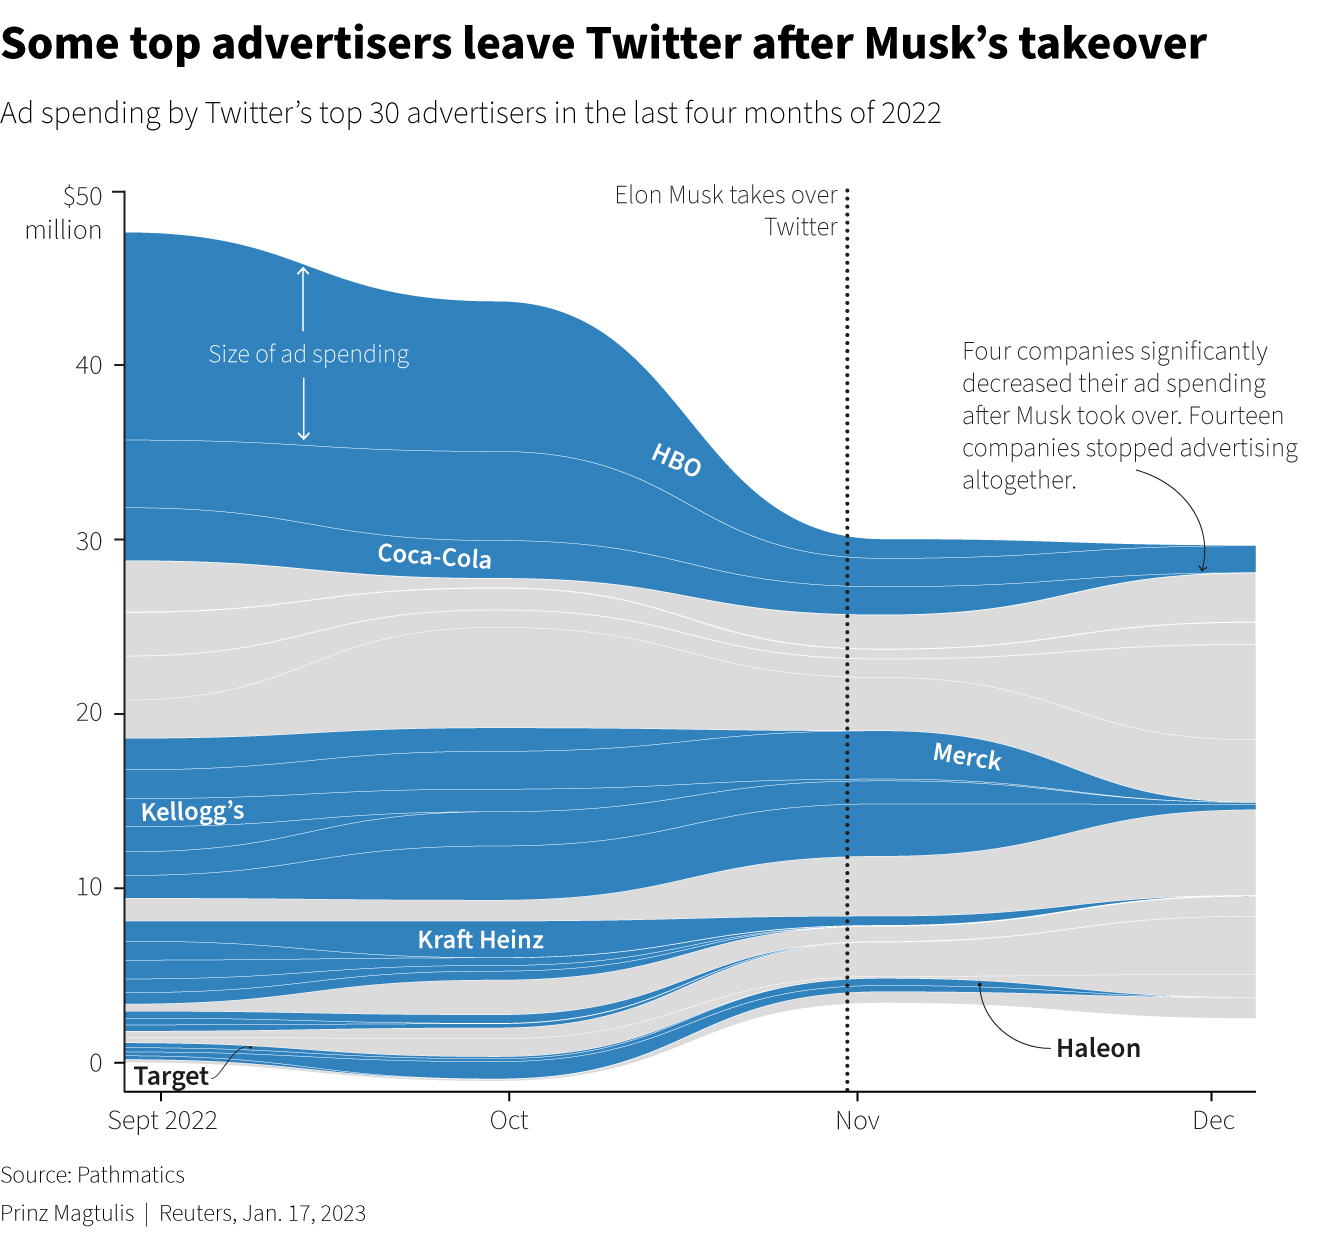 Some top advertisers leave Twitter after Musk’s takeover
Ad spending by Twitter’s top 30 advertisers in the last four months of 2022
$50
million
Elon Musk takes over
Twitter
Size of ad spending
40
Four companies significantly
decreased their ad spending
after Musk took over. Fourteen
companies stopped advertising
altogether.
HBO
30
Coca-Cola
20
Merck
Kellogg’s
10
Kraft Heinz
0
Target
Haleon
Sept 2022
Oct
Nov
Dec
Source: Pathmatics
Prinz Magtulis | Reuters, Jan. 17, 2023